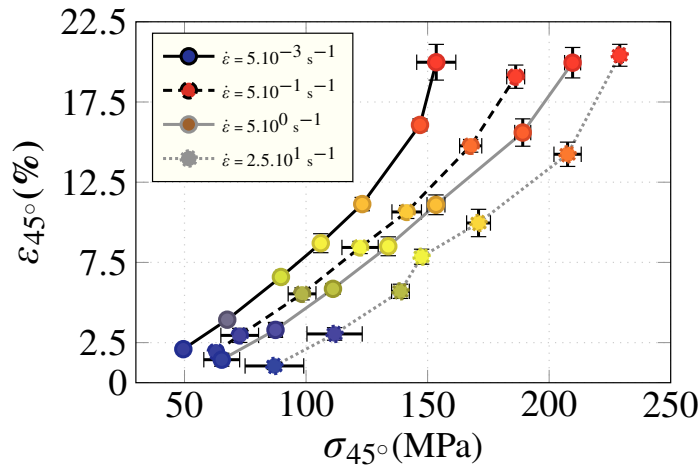 22.5
17.5
12.5
7.5
2.5
0
ε45°(%)
ε̇ = 5.10⁻³ s⁻¹
ε̇ = 5.10⁻¹ s⁻¹
ε̇ = 5.10⁰ s⁻¹
ε̇ = 2.5.10¹ s⁻¹
50 100 150 200 250
σ45°(MPa)